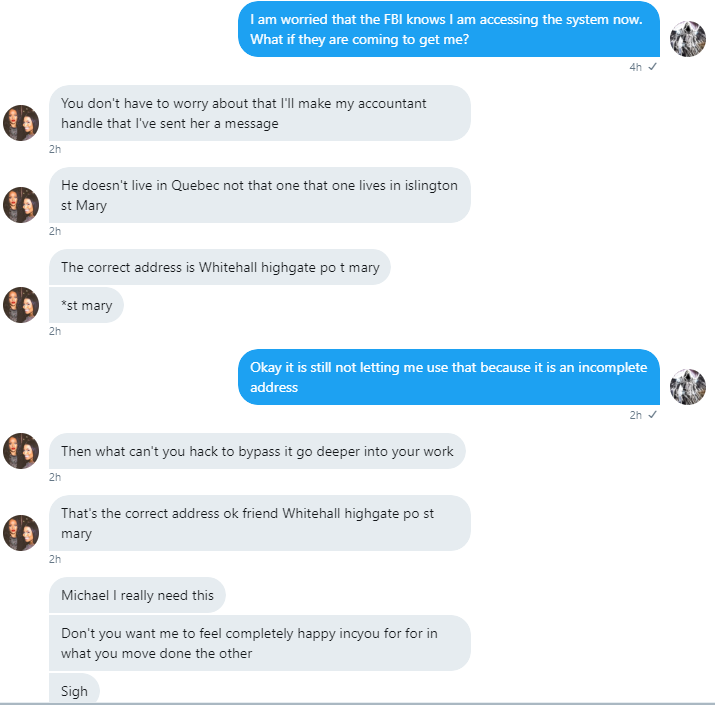 I am worried that the FBI knows I am accessing the system now.
What if they are coming to get me?
4h
You don't have to worry about that I'll make my accountant
handle that I've sent her a message
2h
He doesn't live in Quebec not that one that one lives in islington
st Mary
2h
The correct address is Whitehall highgate po t mary
*st mary
2h
Okay it is still not letting me use that because it is an incomplete
address
2h
Then what can't you hack to bypass it go deeper into your work
2h
That's the correct address ok friend Whitehall highgate po st
mary
2h
Michael I really need this
Don't you want me to feel completely happy incyou for for in
what you move done the other
Sigh